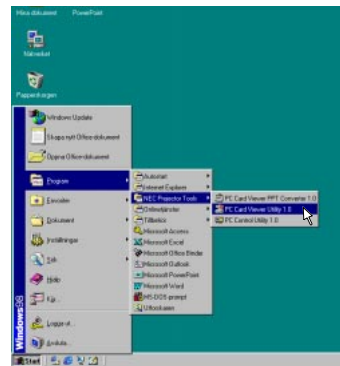 Mina dokument PowerPoint
Nätverket
Papperskorgen
Windows Update
Skapa nytt Office-dokument
Öppna Office-dokument
Program
Favoriter
Dokument
Inställningar
Sök
Hjälp
Kör...
Logga ut...
Avsluta...
Windows98
Autostart
Internet Explorer
NEC Projector Tools
Onlinetjänster
Tillbehör
Microsoft Access
Microsoft Excel
Microsoft Office Binder
Microsoft Outlook
Microsoft PowerPoint
Microsoft Word
MS-DOS-prompt
Utforskaren
PC Card Viewer PPT Converter 1.0
PC Card Viewer Utility 1.0
PC Control Utility 1.0
Start